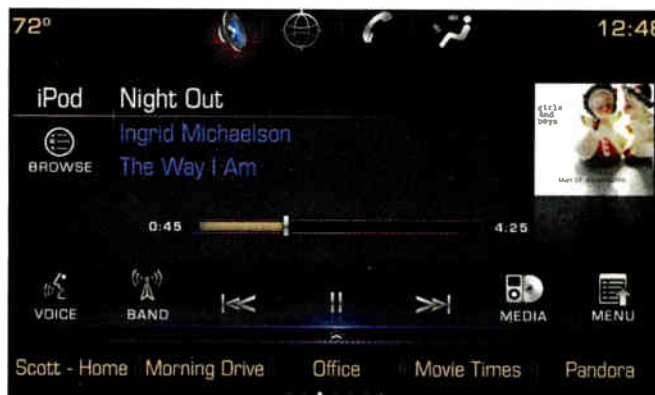 72°
12:48
iPod
Night Out
Ingrid Michaelson
The Way I Am
BROWSE
girls
and
boys
0:45
4:25
VOICE
BAND
MEDIA
MENU
Scott - Home
Morning Drive
Office
Movie Times
Pandora